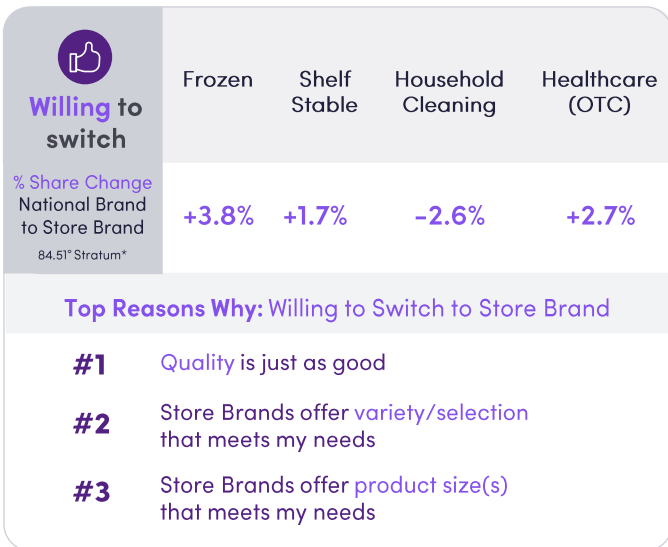 Willing to
switch
Frozen
Shelf
Stable
Household
Cleaning
Healthcare
(OTC)
% Share Change
National Brand
to Store Brand
84.51° Stratum*
+3.8%
+1.7%
-2.6%
+2.7%
Top Reasons Why: Willing to Switch to Store Brand
#1
Quality is just as good
#2
Store Brands offer variety/selection
that meets my needs
#3
Store Brands offer product size(s)
that meets my needs